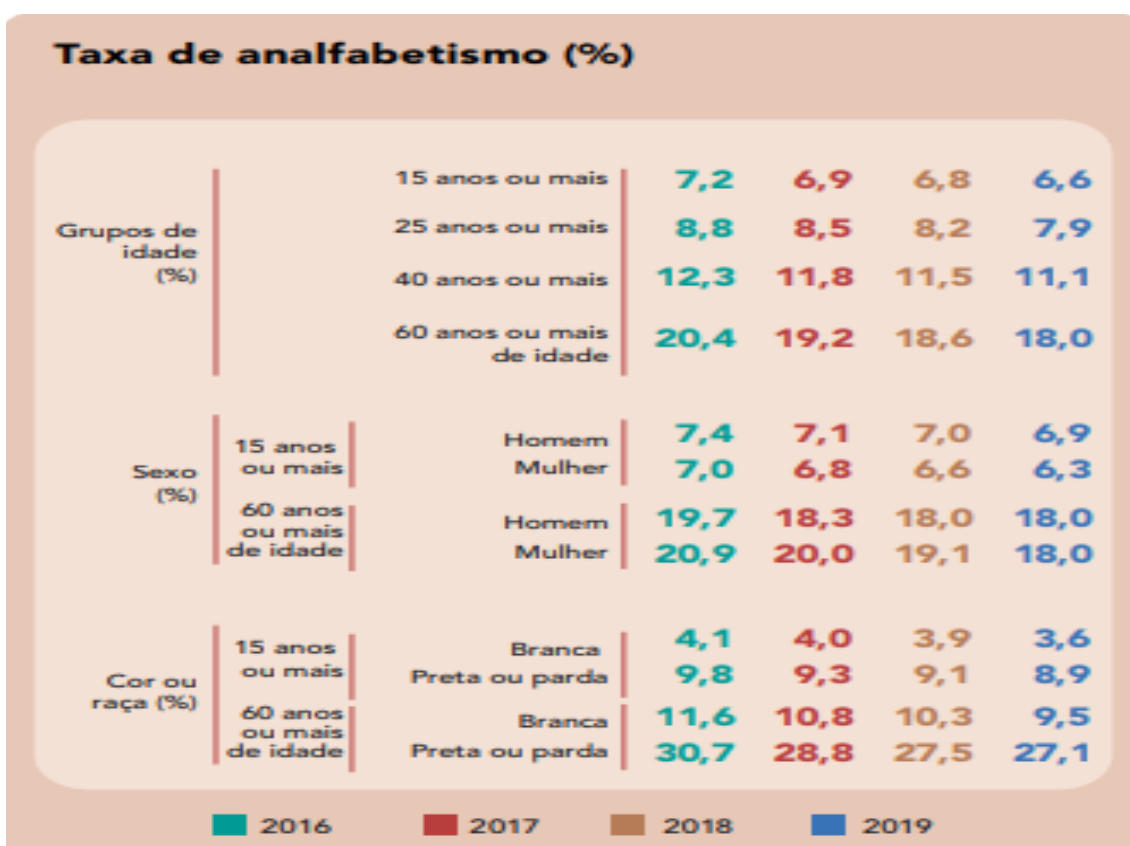 Taxa de analfabetismo (%)
Grupos de
idade
(%)
15 anos ou mais 7,2 6,9 6,8 6,6
25 anos ou mais 8,8 8,5 8,2 7,9
40 anos ou mais 12,3 11,8 11,5 11,1
60 anos ou mais
de idade 20,4 19,2 18,6 18,0
Sexo
(%)
15 anos
ou mais
Homem 7,4 7,1 7,0 6,9
Mulher 7,0 6,8 6,6 6,3
60 anos
ou mais
de idade
Homem 19,7 18,3 18,0 18,0
Mulher 20,9 20,0 19,1 18,0
Cor ou
raça (%)
15 anos
ou mais
Branca 4,1 4,0 3,9 3,6
Preta ou parda 9,8 9,3 9,1 8,9
60 anos
ou mais
de idade
Branca 11,6 10,8 10,3 9,5
Preta ou parda 30,7 28,8 27,5 27,1
2016 2017 2018 2019